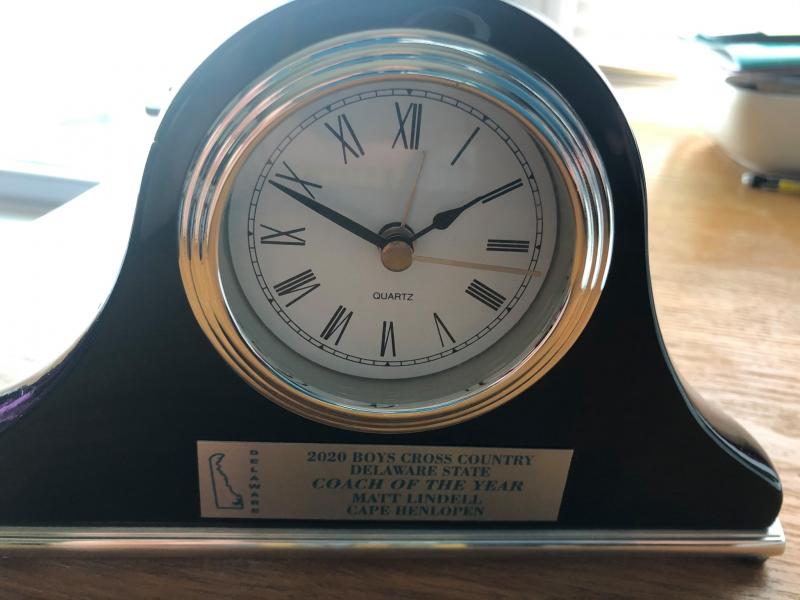 XII
I
II
III
IIII
V
VI
VII
VIII
IX
X
XI
QUARTZ
DELAWARE
2020 BOYS CROSS COUNTRY
DELAWARE STATE
COACH OF THE YEAR
MATT LINDELL
CAPE HENLOPEN